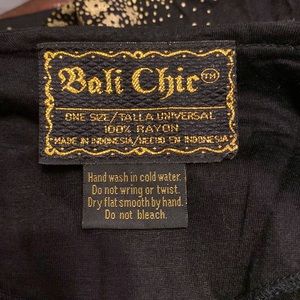 Bali Chic™
ONE SIZE/TALLA UNIVERSAL
100% RAYON
MADE IN INDONESIA/HECHO EN INDONESIA
Hand wash in cold water.
Do not wring or twist.
Dry flat smooth by hand.
Do not bleach.